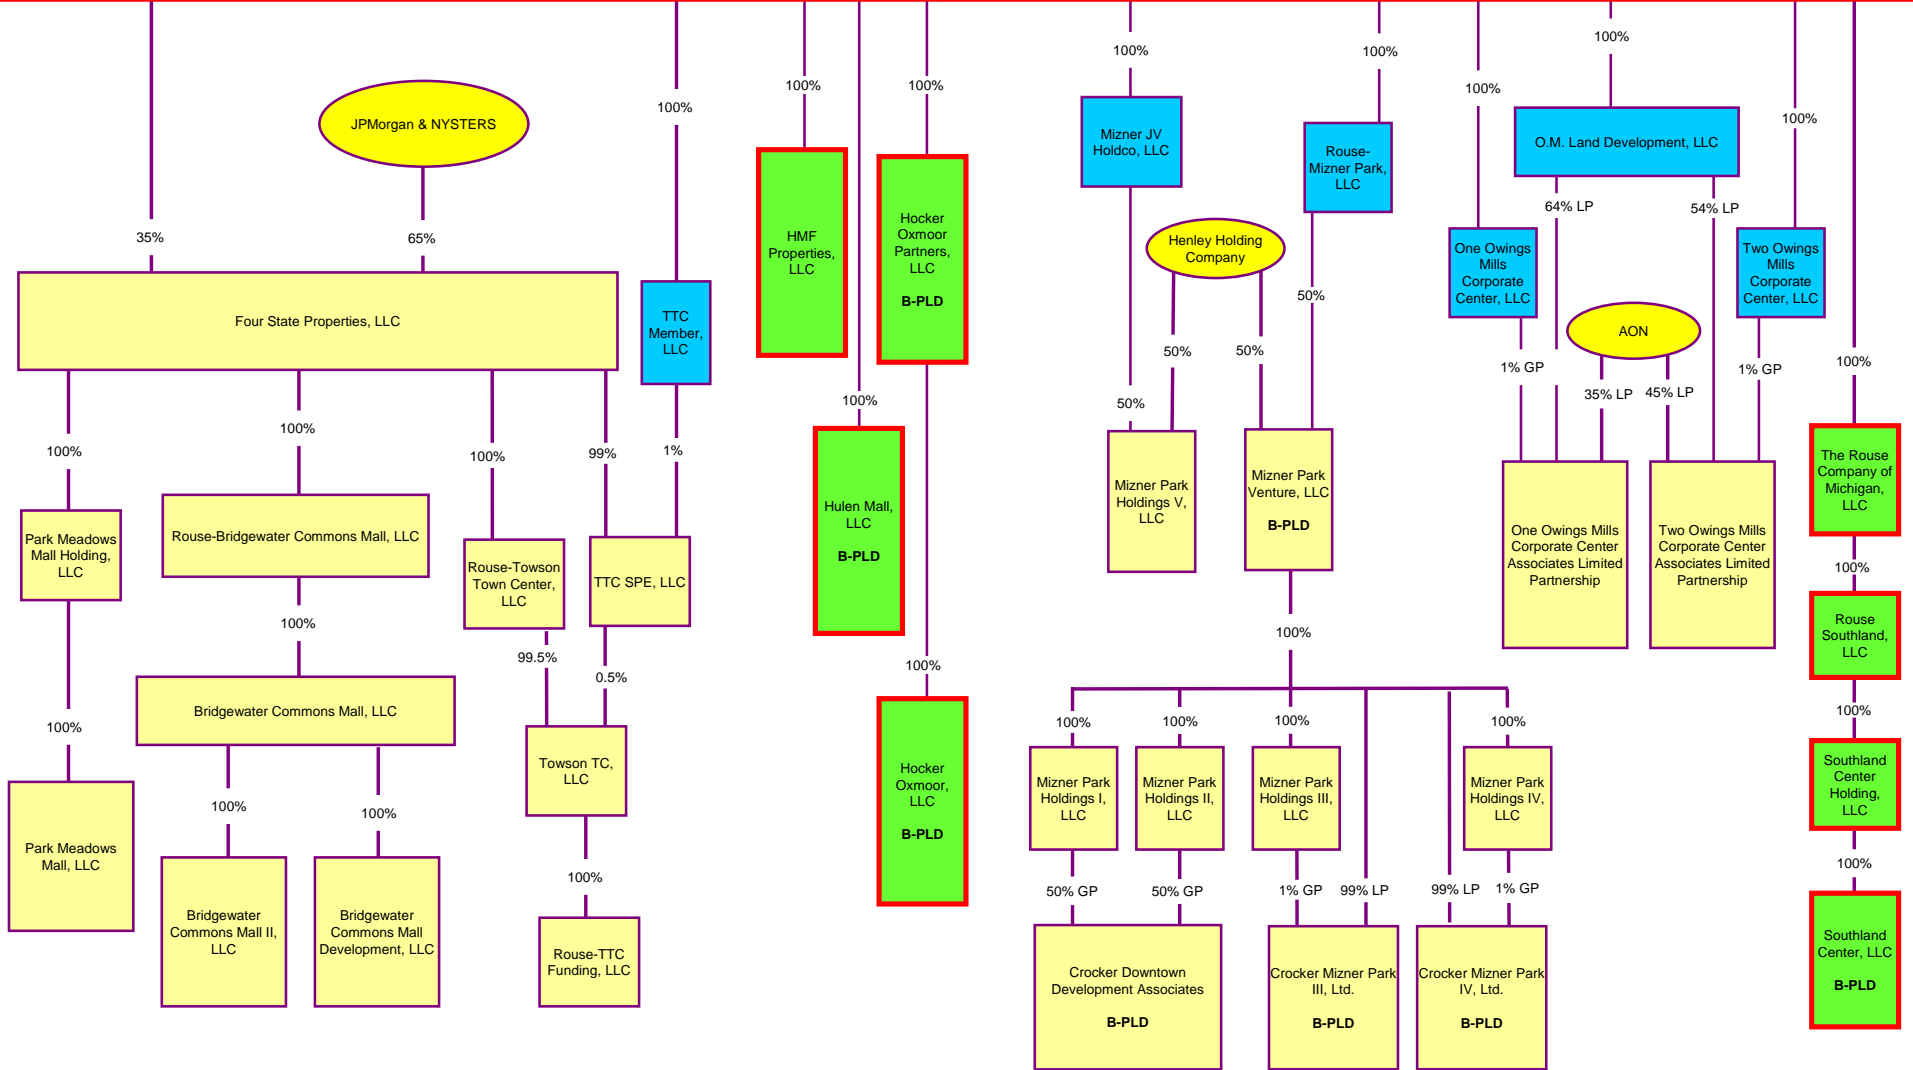 100%
100%
100%
100%
100%
100%
100%
100%
100%
JPMorgan & NYSTERS
Mizner JV
Holdco, LLC
Rouse-
Mizner Park,
LLC
O.M. Land Development, LLC
64% LP
54% LP
35%
65%
HMF
Properties,
LLC
Hocker
Oxmoor
Partners,
LLC
B-PLD
Henley Holding
Company
One Owings
Mills
Corporate
Center, LLC
Two Owings
Mills
Corporate
Center, LLC
50%
Four State Properties, LLC
TTC
Member,
LLC
AON
50%
50%
1% GP
1% GP
100%
35% LP
45% LP
100%
50%
100%
100%
100%
99%
1%
Park Meadows
Mall Holding,
LLC
Rouse-Bridgewater Commons Mall, LLC
Rouse-Towson
Town Center,
LLC
TTC SPE, LLC
Hulen Mall,
LLC
B-PLD
Mizner Park
Holdings V,
LLC
Mizner Park
Venture, LLC
B-PLD
One Owings Mills
Corporate Center
Associates Limited
Partnership
Two Owings Mills
Corporate Center
Associates Limited
Partnership
The Rouse
Company of
Michigan,
LLC
100%
Rouse
Southland,
LLC
100%
99.5%
0.5%
100%
100%
100%
Bridgewater Commons Mall, LLC
100%
100%
100%
100%
100%
100%
Towson TC,
LLC
Hocker
Oxmoor,
LLC
B-PLD
Mizner Park
Holdings I,
LLC
Mizner Park
Holdings II,
LLC
Mizner Park
Holdings III,
LLC
Mizner Park
Holdings IV,
LLC
Southland
Center
Holding,
LLC
100%
100%
Park Meadows
Mall, LLC
100%
100%
50% GP
50% GP
1% GP
99% LP
99% LP
1% GP
Bridgewater
Commons Mall II,
LLC
Bridgewater
Commons Mall
Development, LLC
Rouse-TTC
Funding, LLC
Crocker Downtown
Development Associates
B-PLD
Crocker Mizner Park
III, Ltd.
B-PLD
Crocker Mizner Park
IV, Ltd.
B-PLD
Southland
Center, LLC
B-PLD